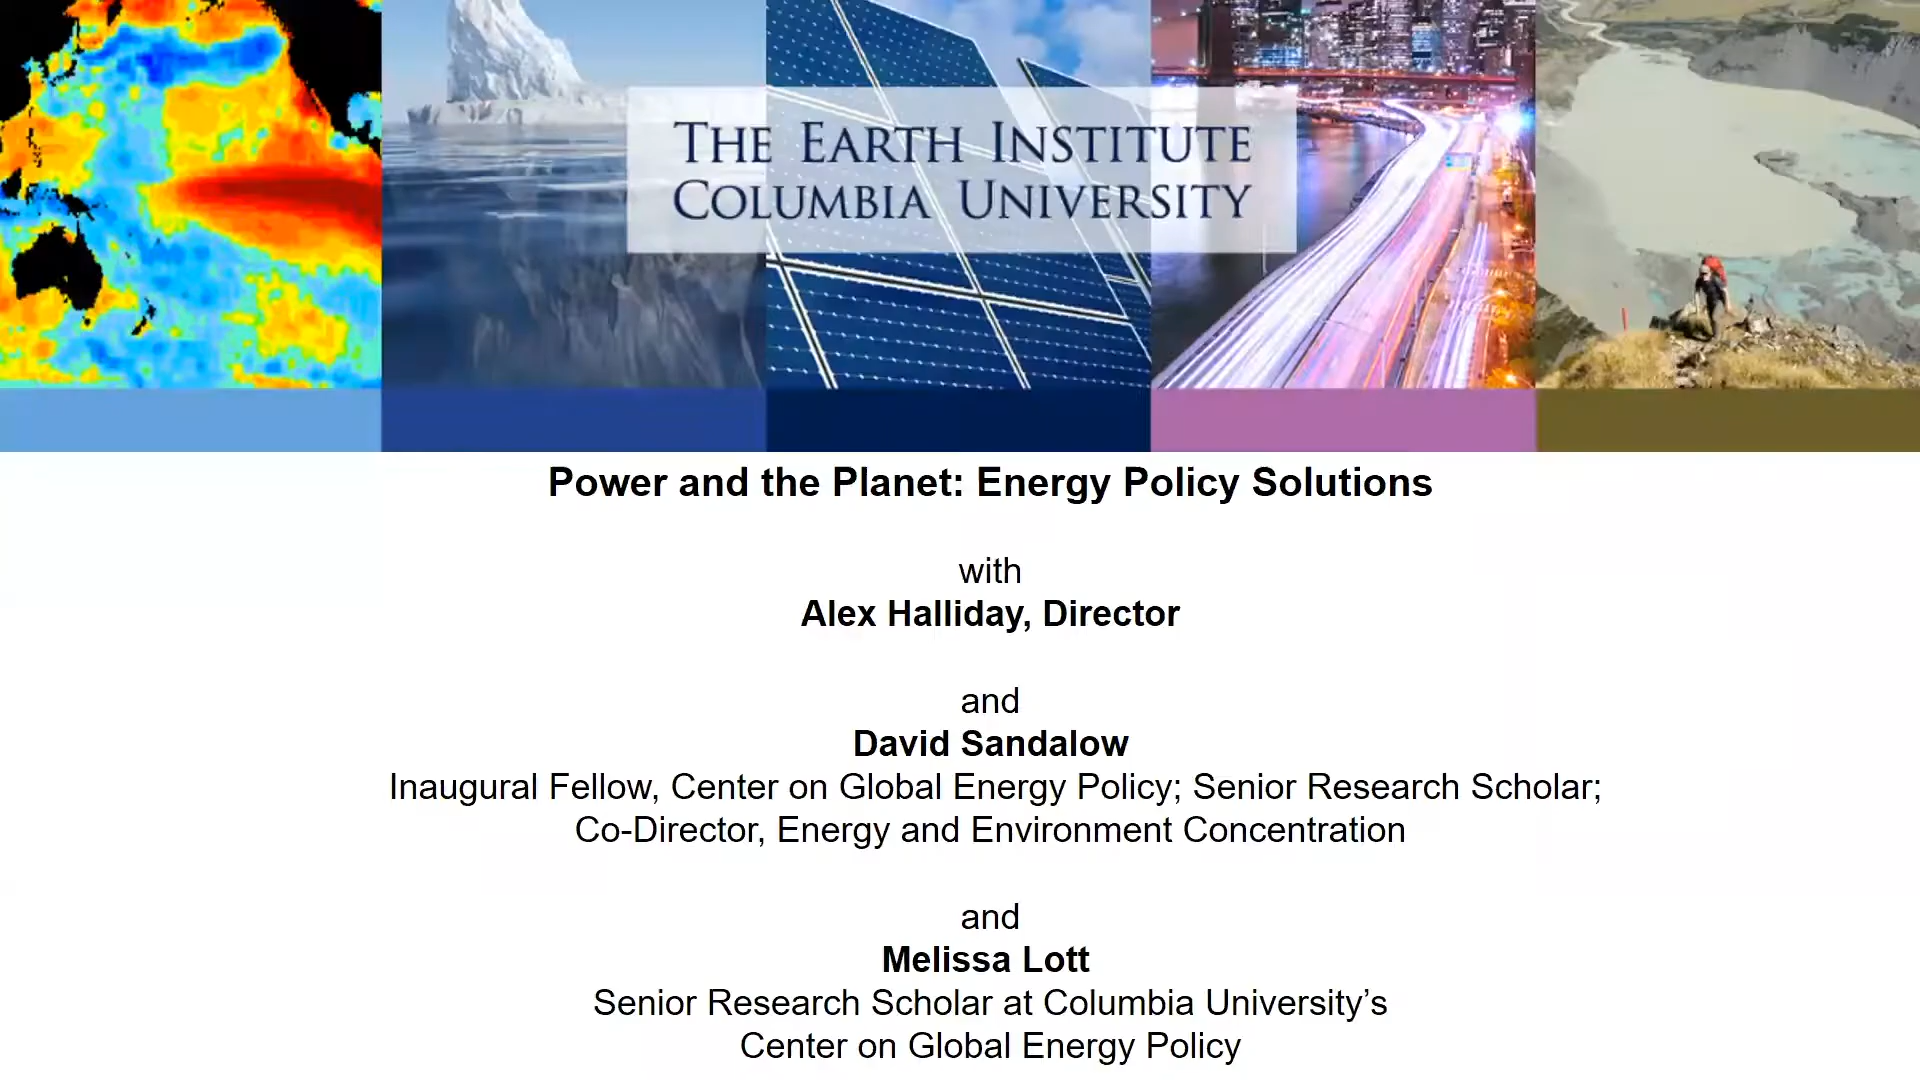 THE EARTH INSTITUTE
COLUMBIA UNIVERSITY
Power and the Planet: Energy Policy Solutions
with
Alex Halliday, Director
and
David Sandalow
Inaugural Fellow, Center on Global Energy Policy; Senior Research Scholar;
Co-Director, Energy and Environment Concentration
and
Melissa Lott
Senior Research Scholar at Columbia University’s
Center on Global Energy Policy